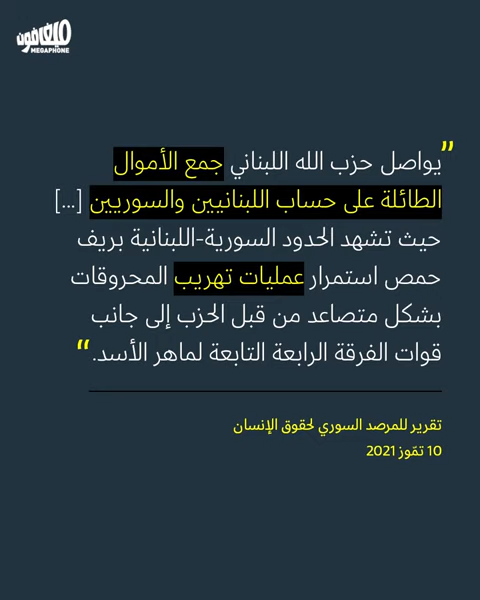 ميغافون
MEGAPHONE
"يواصل حزب الله اللبناني جمع الأموال
الطائلة على حساب اللبنانيين والسوريين [...]
حيث تشهد الحدود السورية-اللبنانية بريف
حمص استمرار عمليات تهريب المحروقات
بشكل متصاعد من قبل الحزب إلى جانب
قوات الفرقة الرابعة التابعة لماهر الأسد."
تقرير للمرصد السوري لحقوق الإنسان
10 تمّوز 2021